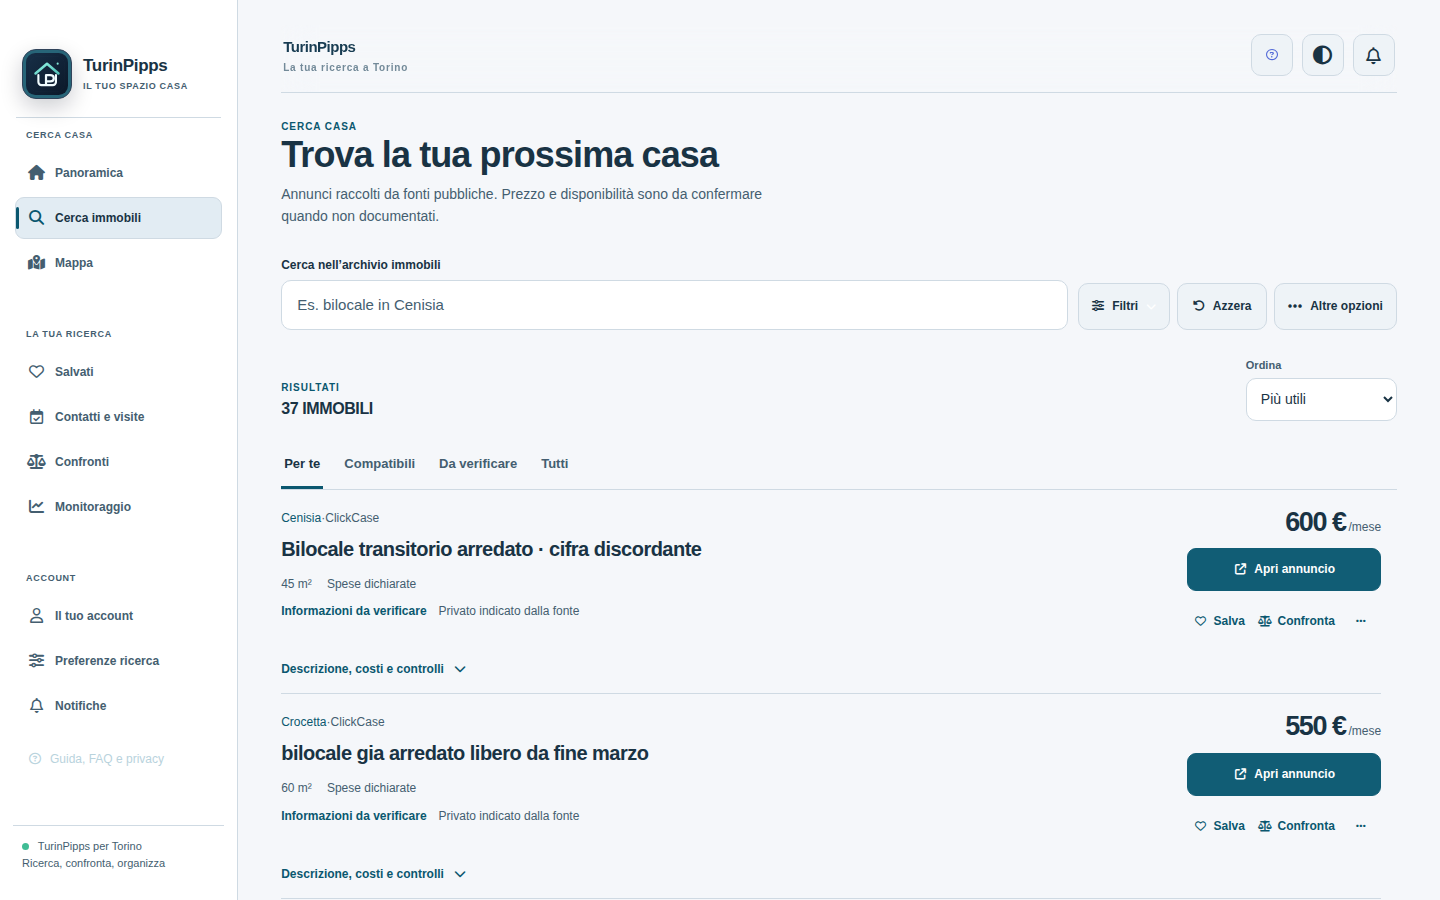 TurinPipps
IL TUO SPAZIO CASA
CERCA CASA
Panoramica
Cerca immobili
Mappa
LA TUA RICERCA
Salvati
Contatti e visite
Confronti
Monitoraggio
ACCOUNT
Il tuo account
Preferenze ricerca
Notifiche
Guida, FAQ e privacy
TurinPipps per Torino
Ricerca, confronta, organizza
TurinPipps
La tua ricerca a Torino
CERCA CASA
Trova la tua prossima casa
Annunci raccolti da fonti pubbliche. Prezzo e disponibilità sono da confermare
quando non documentati.
Cerca nell’archivio immobili
Es. bilocale in Cenisia
Filtri
Azzera
Altre opzioni
RISULTATI
37 IMMOBILI
Ordina
Più utili
Per te
Compatibili
Da verificare
Tutti
Cenisia·ClickCase
Bilocale transitorio arredato · cifra discordante
45 m² Spese dichiarate
Informazioni da verificare Privato indicato dalla fonte
600 € /mese
Apri annuncio
Salva Confronta
Descrizione, costi e controlli
Crocetta·ClickCase
bilocale gia arredato libero da fine marzo
60 m² Spese dichiarate
Informazioni da verificare Privato indicato dalla fonte
550 € /mese
Apri annuncio
Salva Confronta
Descrizione, costi e controlli